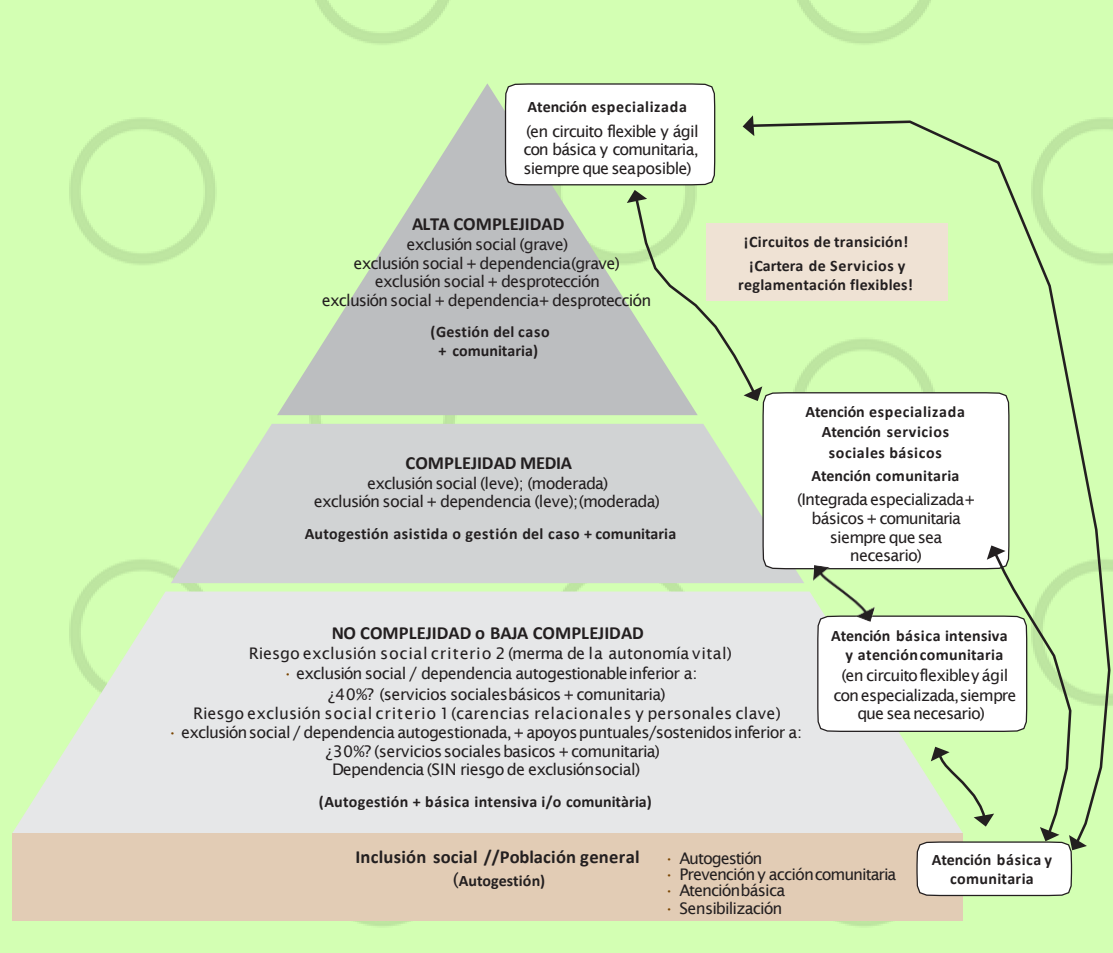 Atención especializada
(en circuito flexible y ágil
con básica y comunitaria,
siempre que sea posible)
ALTA COMPLEJIDAD
exclusión social (grave)
exclusión social + dependencia (grave)
exclusión social + desprotección
exclusión social + dependencia + desprotección
(Gestión del caso
+ comunitaria)
¡Circuitos de transición!
¡Cartera de Servicios y
reglamentación flexibles!
Atención especializada
Atención servicios
sociales básicos
Atención comunitaria
(Integrada especializada +
básicos + comunitaria
siempre que sea
necesario)
COMPLEJIDAD MEDIA
exclusión social (leve); (moderada)
exclusión social + dependencia (leve); (moderada)
Autogestión asistida o gestión del caso + comunitaria
Atención básica intensiva
y atención comunitaria
(en circuito flexible y ágil
con especializada, siempre
que sea necesario)
NO COMPLEJIDAD o BAJA COMPLEJIDAD
Riesgo exclusión social criterio 2 (merma de la autonomía vital)
· exclusión social / dependencia autogestionable inferior a:
¿40%? (servicios sociales básicos + comunitaria)
Riesgo exclusión social criterio 1 (carencias relacionales y personales clave)
· exclusión social / dependencia autogestionada, + apoyos puntuales/sostenidos inferior a:
¿30%? (servicios sociales basicos + comunitaria)
Dependencia (SIN riesgo de exclusión social)
(Autogestión + básica intensiva i/o comunitària)
Inclusión social //Población general
(Autogestión)
· Autogestión
· Prevención y acción comunitaria
· Atención básica
· Sensibilización
Atención básica y
comunitaria